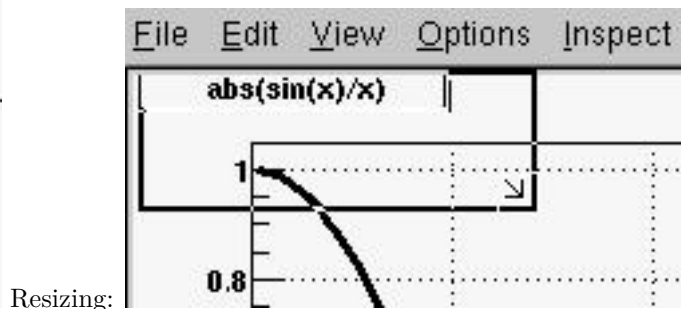 File Edit View Options Inspect
abs(sin(x)/x)
1
0.8
Resizing: